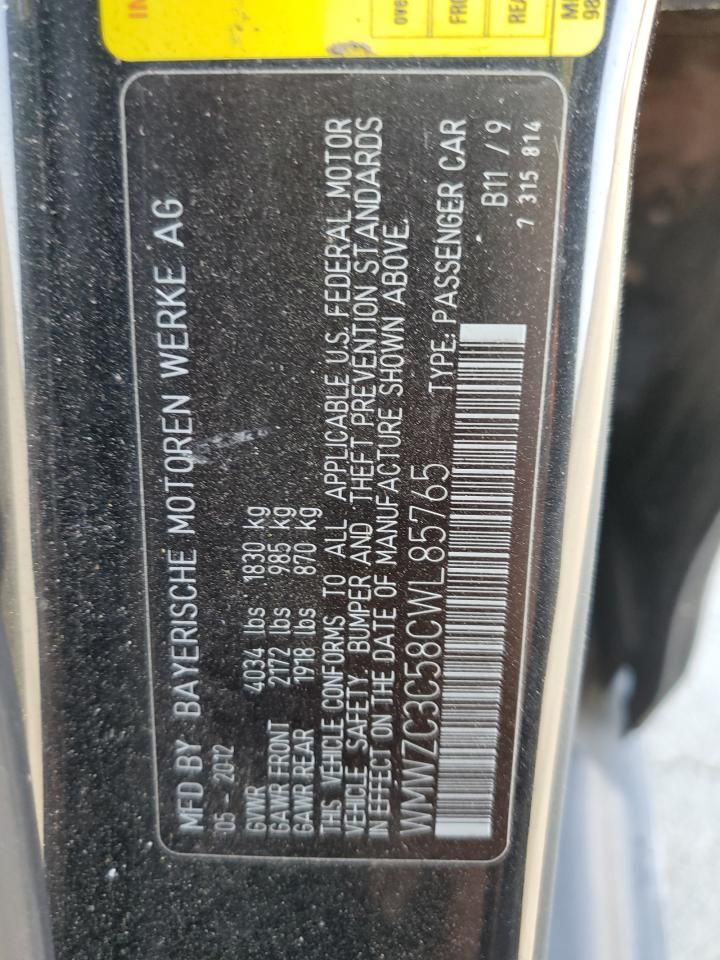 MFD BY BAYERISCHE MOTOREN WERKE AG
05 - 2012
GVWR 4034 lbs 1830 kg
GAWR FRONT 2172 lbs 985 kg
GAWR REAR 1918 lbs 870 kg
THIS VEHICLE CONFORMS TO ALL APPLICABLE U.S. FEDERAL MOTOR
VEHICLE SAFETY, BUMPER AND THEFT PREVENTION STANDARDS
IN EFFECT ON THE DATE OF MANUFACTURE SHOWN ABOVE.
WMWZC3C58CWL85765 TYPE: PASSENGER CAR
B11 / 9
7 315 814